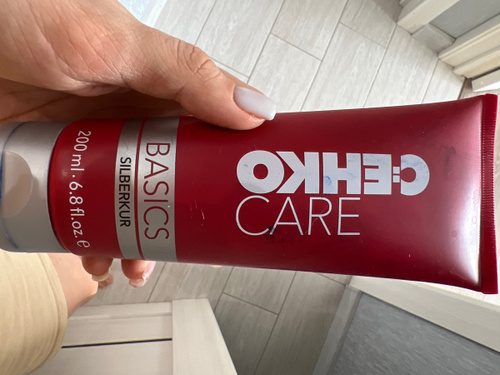 C:EHKO
CARE
BASICS
SILBERKUR
200 ml · 6.8 fl.oz. ℮